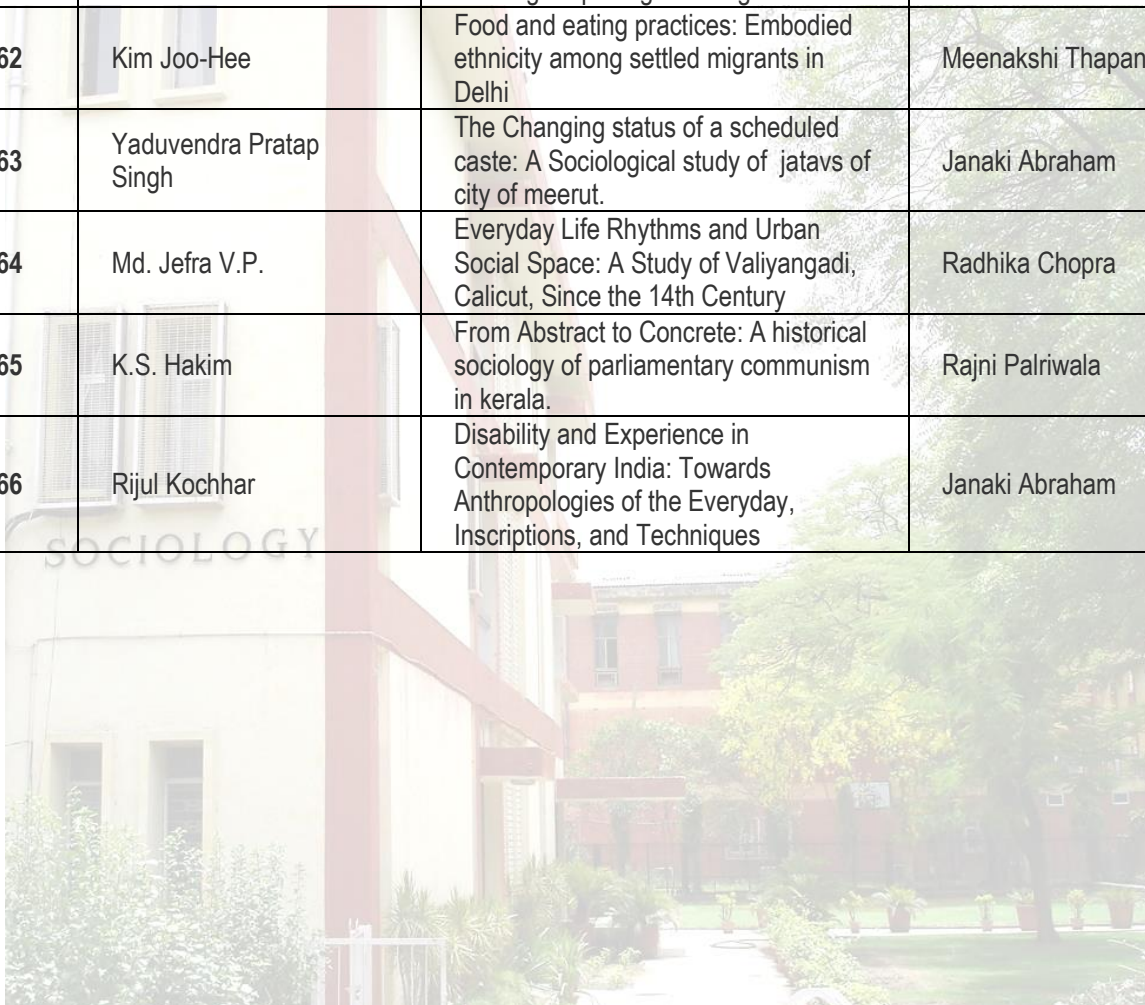 62 Kim Joo-Hee Food and eating practices: Embodied
ethnicity among settled migrants in
Delhi Meenakshi Thapan
63 Yaduvendra Pratap
Singh The Changing status of a scheduled
caste: A Sociological study of jatavs of
city of meerut. Janaki Abraham
64 Md. Jefra V.P. Everyday Life Rhythms and Urban
Social Space: A Study of Valiyangadi,
Calicut, Since the 14th Century Radhika Chopra
65 K.S. Hakim From Abstract to Concrete: A historical
sociology of parliamentary communism
in kerala. Rajni Palriwala
66 Rijul Kochhar Disability and Experience in
Contemporary India: Towards
Anthropologies of the Everyday,
Inscriptions, and Techniques Janaki Abraham
SOCIOLOGY